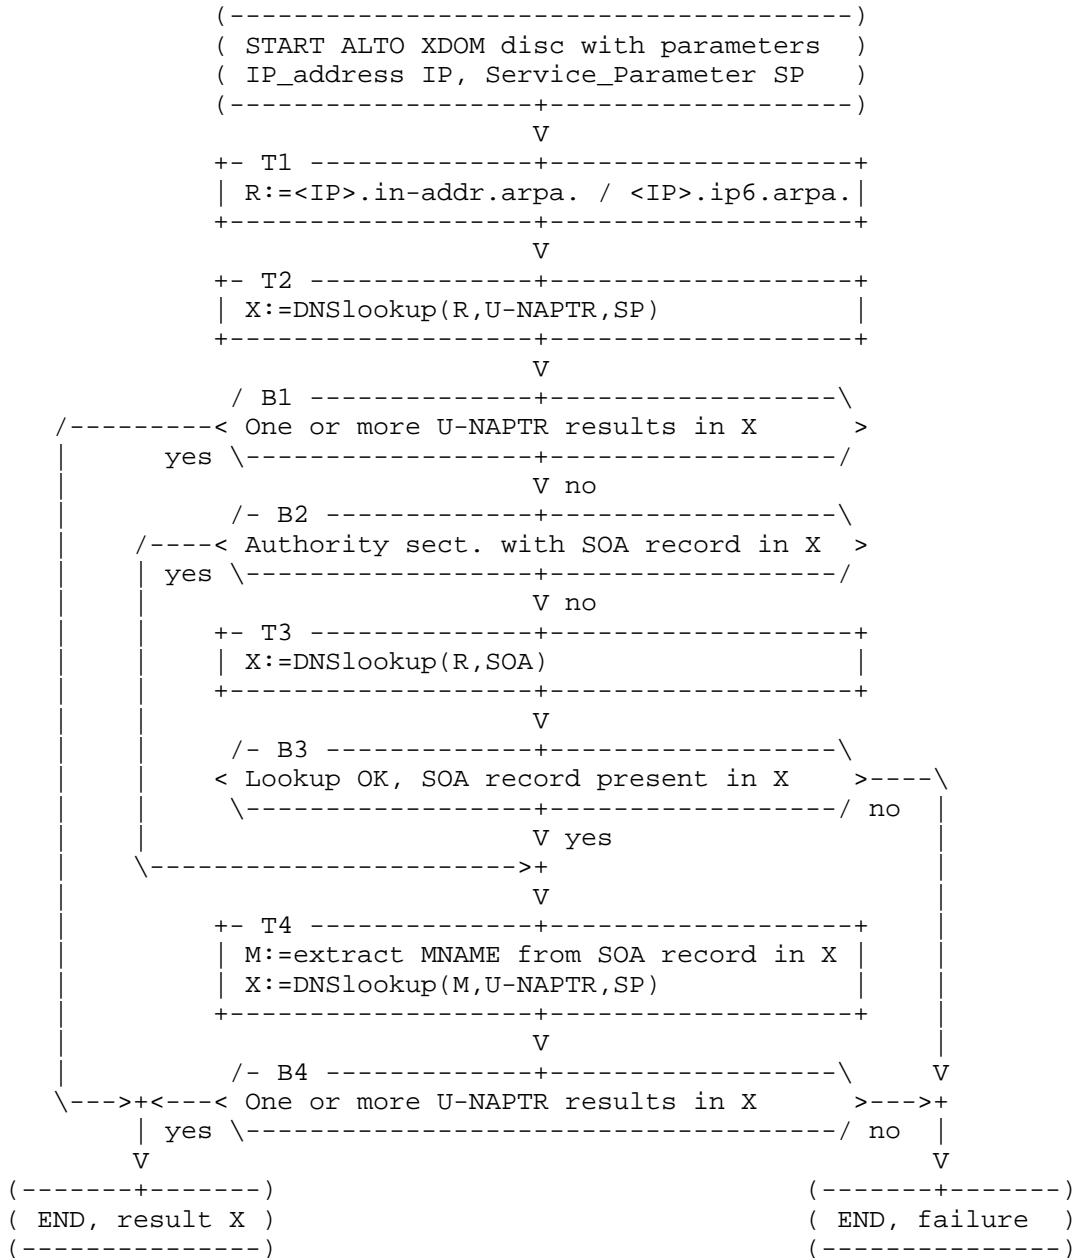 START ALTO XDOM disc with parameters
IP_address IP, Service_Parameter SP
V
T1
R:=<IP>.in-addr.arpa. / <IP>.ip6.arpa.
V
T2
X:=DNSlookup(R,U-NAPTR,SP)
V
B1
One or more U-NAPTR results in X
yes
V no
B2
Authority sect. with SOA record in X
yes
V no
T3
X:=DNSlookup(R,SOA)
V
B3
Lookup OK, SOA record present in X
no
V yes
V
T4
M:=extract MNAME from SOA record in X
X:=DNSlookup(M,U-NAPTR,SP)
V
B4
V
One or more U-NAPTR results in X
yes no
V V
END, result X END, failure